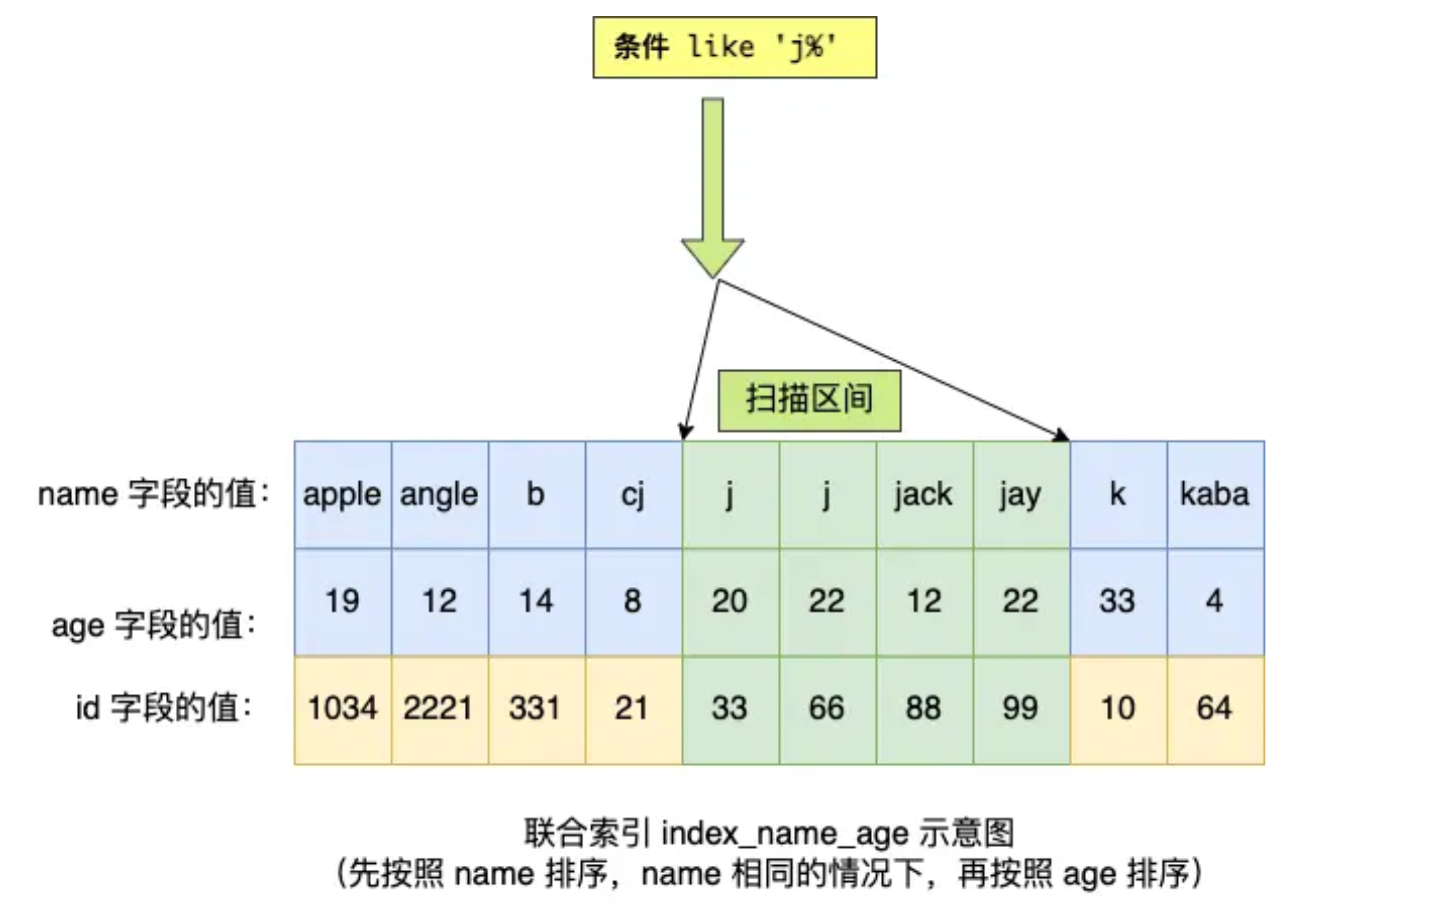 条件 like 'j%'
扫描区间
name 字段的值： apple angle b cj j j jack jay k kaba
age 字段的值： 19 12 14 8 20 22 12 22 33 4
id 字段的值： 1034 2221 331 21 33 66 88 99 10 64
联合索引 index_name_age 示意图
（先按照 name 排序，name 相同的情况下，再按照 age 排序）